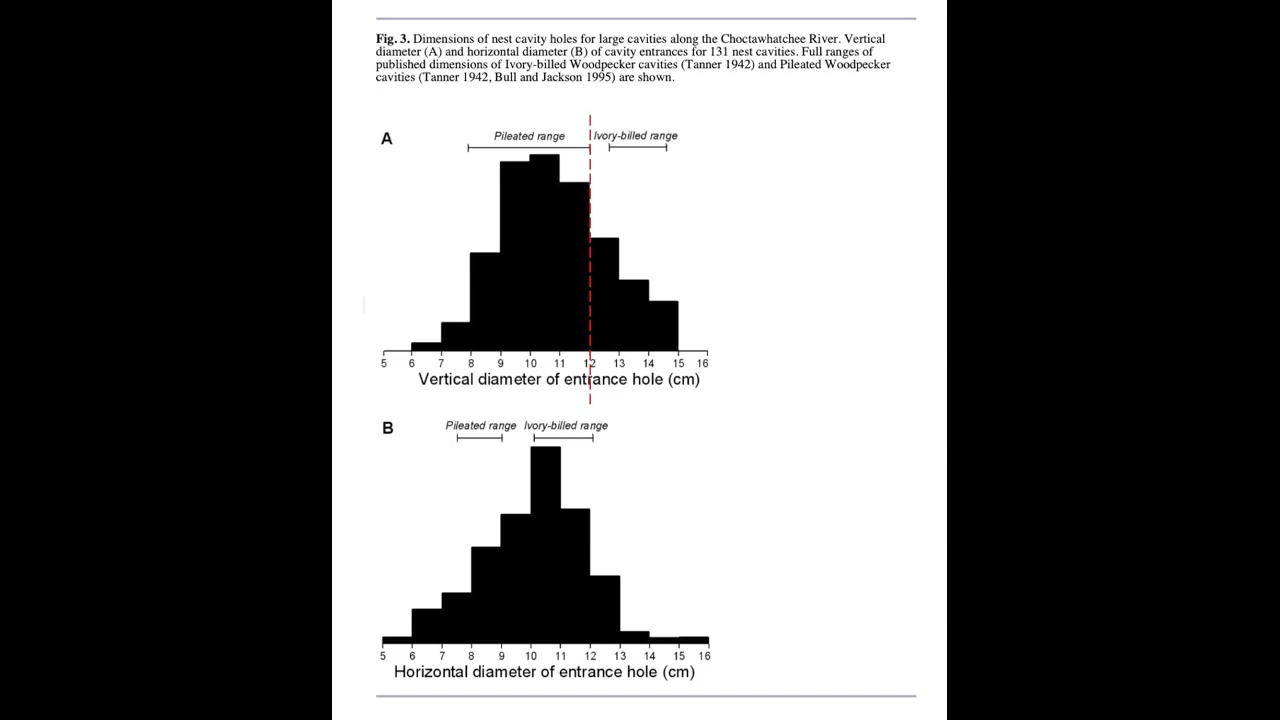 Fig. 3. Dimensions of nest cavity holes for large cavities along the Choctawhatchee River. Vertical
diameter (A) and horizontal diameter (B) of cavity entrances for 131 nest cavities. Full ranges of
published dimensions of Ivory-billed Woodpecker cavities (Tanner 1942) and Pileated Woodpecker
cavities (Tanner 1942, Bull and Jackson 1995) are shown.
A
Pileated range Ivory-billed range
5 6 7 8 9 10 11 12 13 14 15 16
Vertical diameter of entrance hole (cm)
B
Pileated range Ivory-billed range
5 6 7 8 9 10 11 12 13 14 15 16
Horizontal diameter of entrance hole (cm)